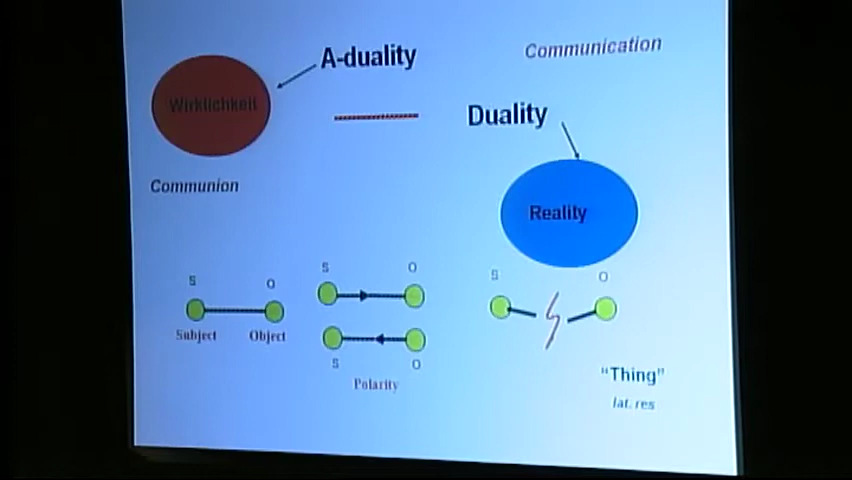 A-duality
Communication
Wirklichkeit
Duality
Communion
Reality
S O
S O
S O
Subject Object
S O
Polarity
"Thing"
lat. res